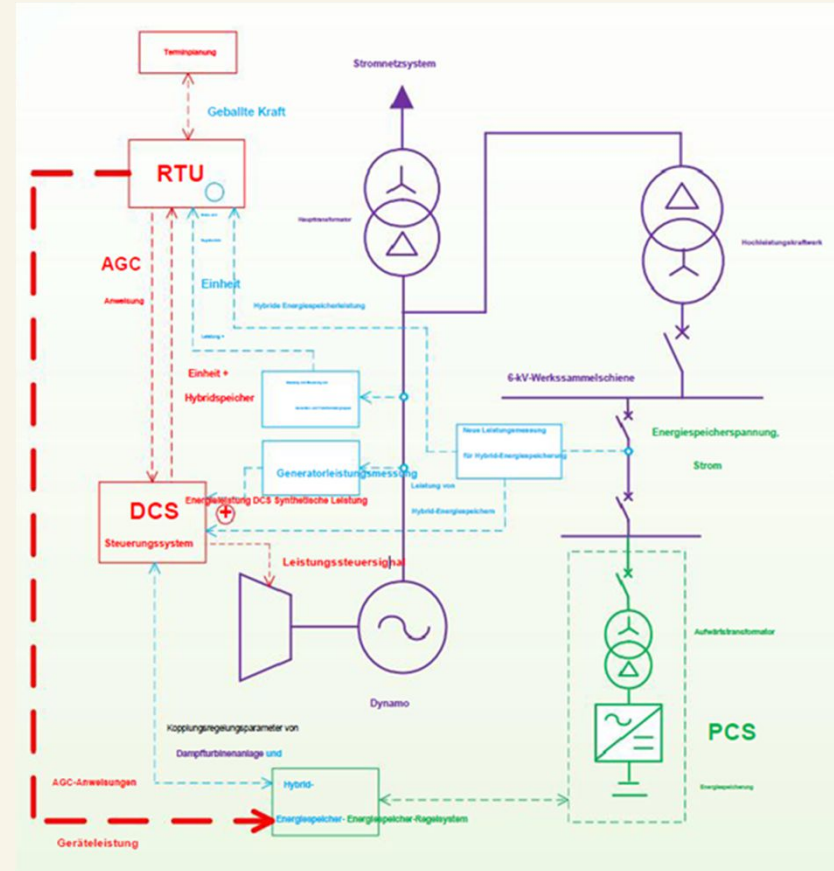 Terminplanung
Stromnetzsystem
Geballte Kraft
RTU
Haupttransformator
Hochleistungskraftwerk
AGC
Anweisung
Einheit
Hybride Energiespeicherleistung
Leistung +
Einheit +
Hybridspeicher
6-kV-Werkssammelschiene
Neue Leistungsmessung
für Hybrid-Energiespeicherung
Energiespeicherspannung,
Strom
Generatorleistungsmessung
Leistung von
Hybrid-Energiespeichern
Energieleistung DCS Synthetische Leistung
DCS
Steuerungssystem
Leistungssteuersignal
Aufwärtstransformator
Dynamo
PCS
Kopplungsregelungsparameter von
Dampfturbinenanlage und
AGC-Anweisungen
Hybrid-
Energiespeicher- Energiespeicher-Regelsystem
Energiespeicherung
Geräteleistung